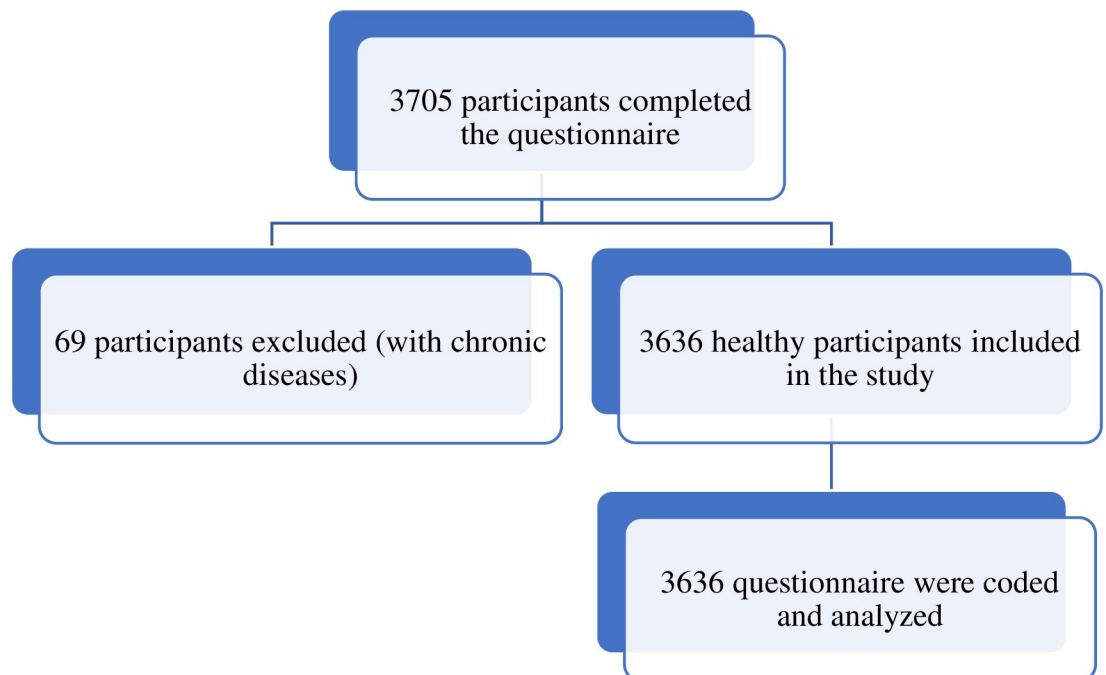 3705 participants completed
the questionnaire
69 participants excluded (with chronic
diseases)
3636 healthy participants included
in the study
3636 questionnaire were coded
and analyzed